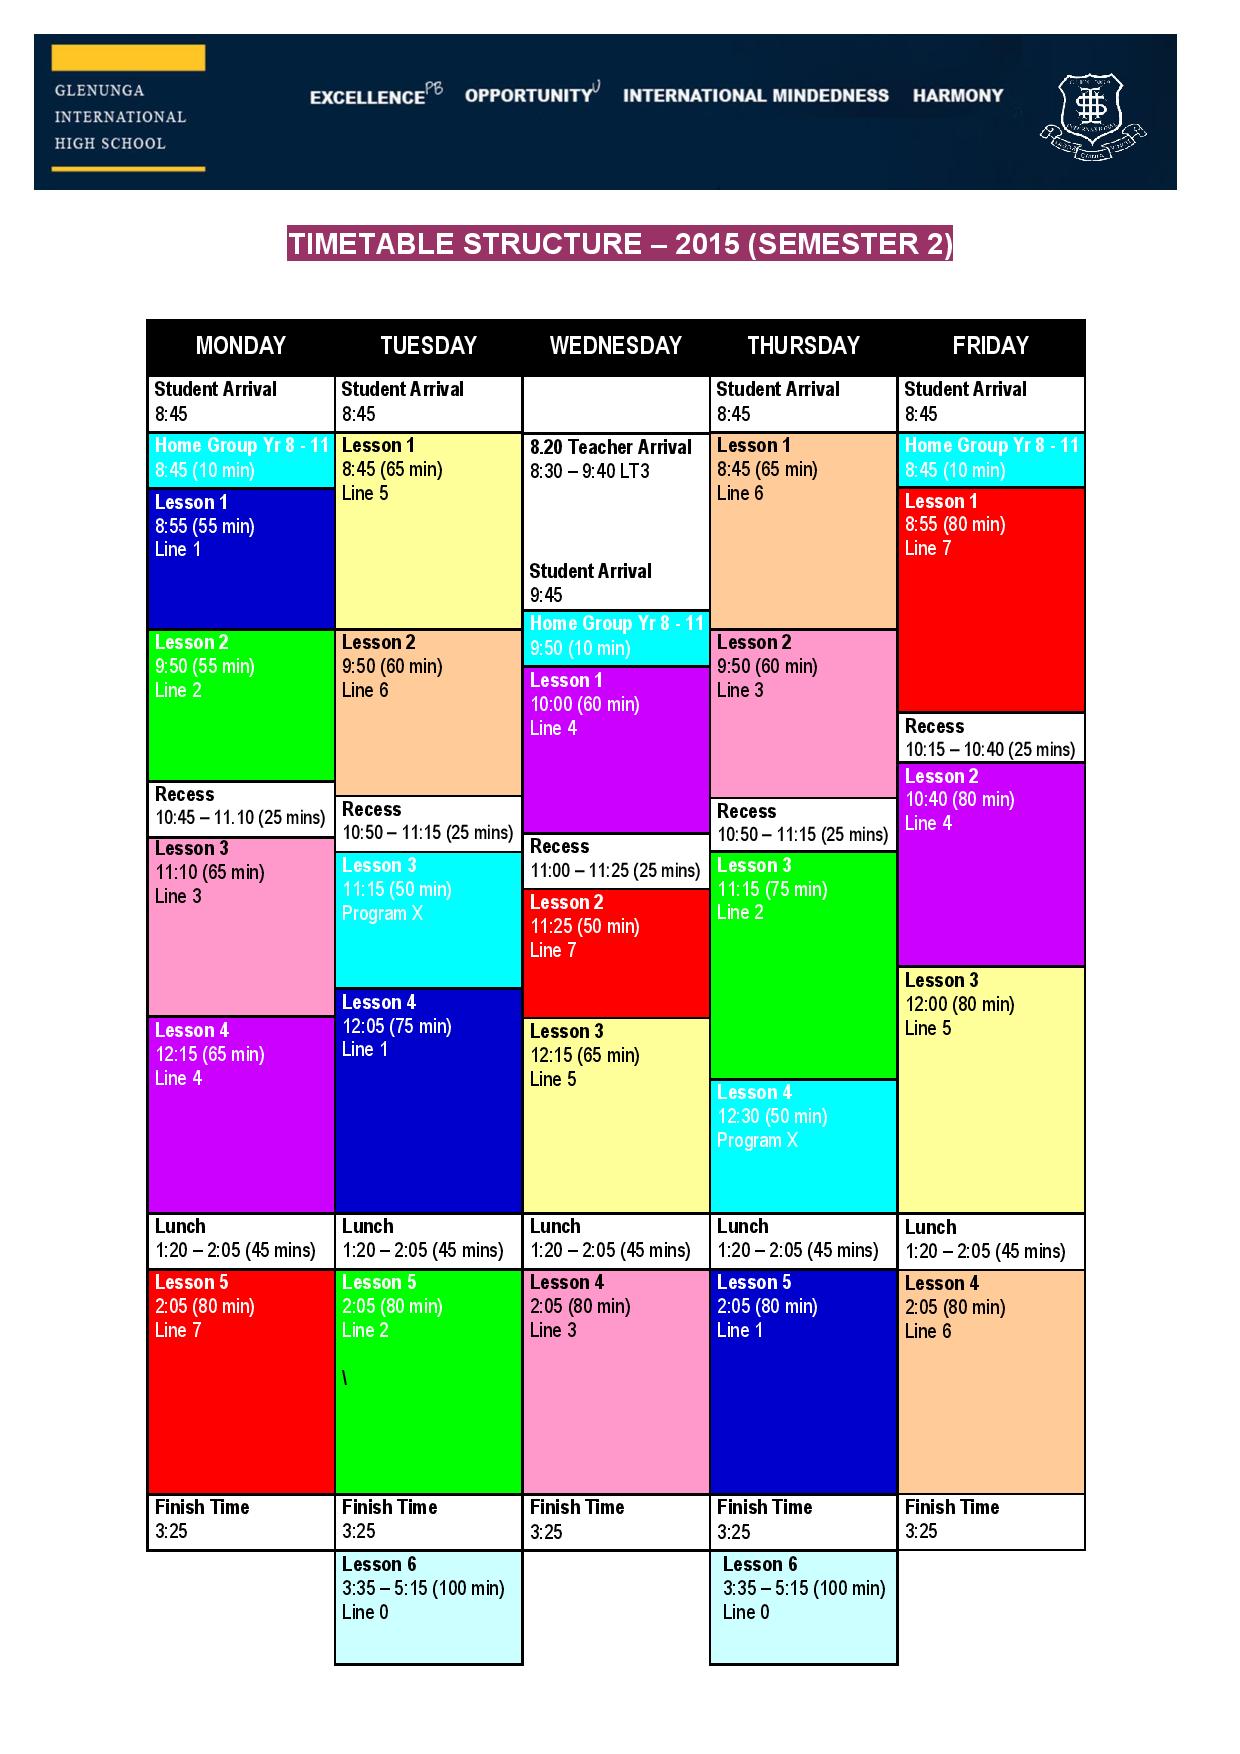 GLENUNGA
INTERNATIONAL
HIGH SCHOOL
EXCELLENCE PB OPPORTUNITY U INTERNATIONAL MINDEDNESS HARMONY
TIMETABLE STRUCTURE – 2015 (SEMESTER 2)
MONDAY
Student Arrival
8:45
Home Group Yr 8 - 11
8:45 (10 min)
Lesson 1
8:55 (55 min)
Line 1
Lesson 2
9:50 (55 min)
Line 2
Recess
10:45 – 11.10 (25 mins)
Lesson 3
11:10 (65 min)
Line 3
Lesson 4
12:15 (65 min)
Line 4
Lunch
1:20 – 2:05 (45 mins)
Lesson 5
2:05 (80 min)
Line 7
Finish Time
3:25
TUESDAY
Student Arrival
8:45
Lesson 1
8:45 (65 min)
Line 5
Lesson 2
9:50 (60 min)
Line 6
Recess
10:50 – 11:15 (25 mins)
Lesson 3
11:15 (50 min)
Program X
Lesson 4
12:05 (75 min)
Line 1
Lunch
1:20 – 2:05 (45 mins)
Lesson 5
2:05 (80 min)
Line 2
\
Finish Time
3:25
Lesson 6
3:35 – 5:15 (100 min)
Line 0
WEDNESDAY
8.20 Teacher Arrival
8:30 – 9:40 LT3
Student Arrival
9:45
Home Group Yr 8 - 11
9:50 (10 min)
Lesson 1
10:00 (60 min)
Line 4
Recess
11:00 – 11:25 (25 mins)
Lesson 2
11:25 (50 min)
Line 7
Lesson 3
12:15 (65 min)
Line 5
Lunch
1:20 – 2:05 (45 mins)
Lesson 4
2:05 (80 min)
Line 3
Finish Time
3:25
THURSDAY
Student Arrival
8:45
Lesson 1
8:45 (65 min)
Line 6
Lesson 2
9:50 (60 min)
Line 3
Recess
10:50 – 11:15 (25 mins)
Lesson 3
11:15 (75 min)
Line 2
Lesson 4
12:30 (50 min)
Program X
Lunch
1:20 – 2:05 (45 mins)
Lesson 5
2:05 (80 min)
Line 1
Finish Time
3:25
Lesson 6
3:35 – 5:15 (100 min)
Line 0
FRIDAY
Student Arrival
8:45
Home Group Yr 8 - 11
8:45 (10 min)
Lesson 1
8:55 (80 min)
Line 7
Recess
10:15 – 10:40 (25 mins)
Lesson 2
10:40 (80 min)
Line 4
Lesson 3
12:00 (80 min)
Line 5
Lunch
1:20 – 2:05 (45 mins)
Lesson 4
2:05 (80 min)
Line 6
Finish Time
3:25